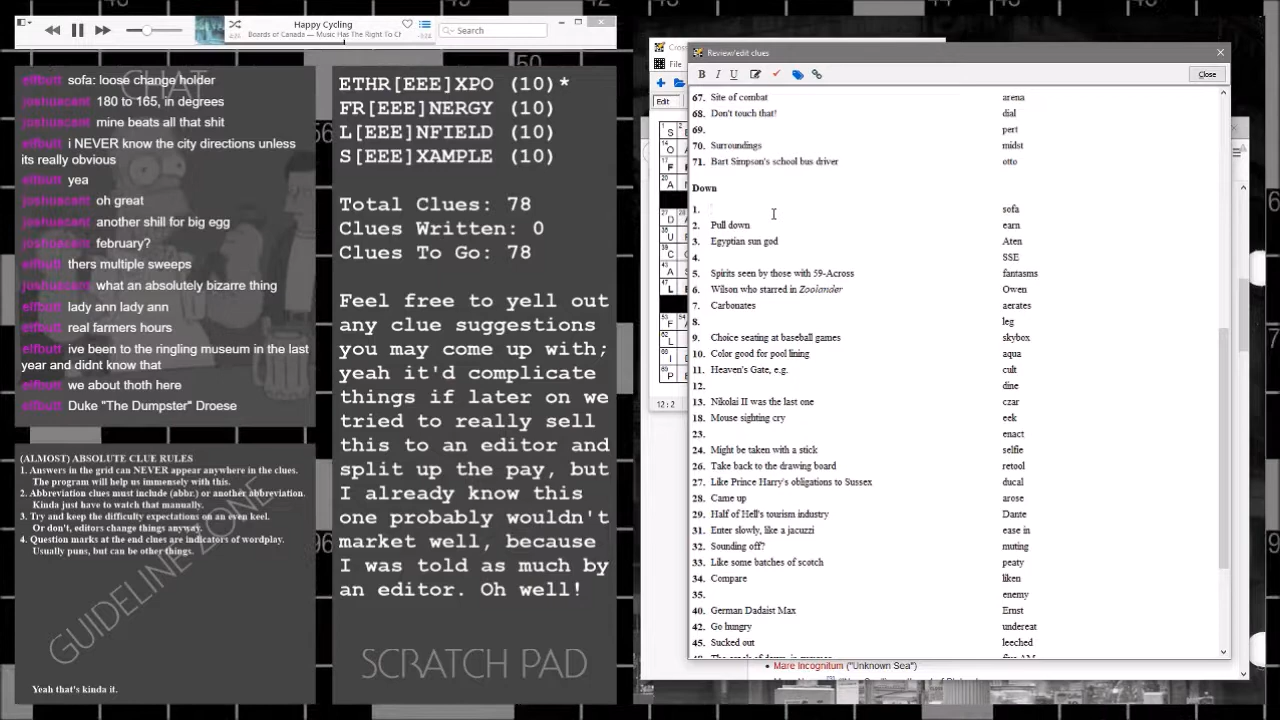 Happy Cycling
Boards of Canada — Music Has The Right To Ch
Search
elfbutt sofa: loose change holder
joshuacant 180 to 165, in degrees
joshuacant mine beats all that shit
elfbutt i NEVER know the city directions unless
its really obvious
elfbutt yea
joshuacant oh great
joshuacant another shill for big egg
joshuacant february?
elfbutt thers multiple sweeps
joshuacant what an absolutely bizarre thing
elfbutt lady ann lady ann
elfbutt real farmers hours
elfbutt ive been to the ringling museum in the last
year and didnt know that
elfbutt we about thoth here
elfbutt Duke "The Dumpster" Droese
(ALMOST) ABSOLUTE CLUE RULES
1. Answers in the grid can NEVER appear anywhere in the clues.
The program will help us immensely with this.
2. Abbreviation clues must include (abbr.) or another abbreviation.
Kinda just have to watch that manually.
3. Try and keep the difficulty expectations on an even keel.
Or don't, editors change things anyway.
4. Question marks at the end clues are indicators of wordplay.
Usually puns, but can be other things.
GUIDELINE ZONE
Yeah that's kinda it.
ETHR[EEE]XPO (10)*
FR[EEE]NERGY (10)
L[EEE]NFIELD (10)
S[EEE]XAMPLE (10)
Total Clues: 78
Clues Written: 0
Clues To Go: 78
Feel free to yell out
any clue suggestions
you may come up with;
yeah it'd complicate
things if later on we
tried to really sell
this to an editor and
split up the pay, but
I already know this
one probably wouldn't
market well, because
I was told as much by
an editor. Oh well!
SCRATCH PAD
File
Edit
12 : 2
Review/edit clues
B I U
Close
67. Site of combat arena
68. Don't touch that! dial
69. pert
70. Surroundings midst
71. Bart Simpson's school bus driver otto
Down
1. sofa
2. Pull down earn
3. Egyptian sun god Aten
4. SSE
5. Spirits seen by those with 59-Across fantasms
6. Wilson who starred in Zoolander Owen
7. Carbonates aerates
8. leg
9. Choice seating at baseball games skybox
10. Color good for pool lining aqua
11. Heaven's Gate, e.g. cult
12. dine
13. Nikolai II was the last one czar
18. Mouse sighting cry eek
23. enact
24. Might be taken with a stick selfie
26. Take back to the drawing board retool
27. Like Prince Harry's obligations to Sussex ducal
28. Came up arose
29. Half of Hell's tourism industry Dante
31. Enter slowly, like a jacuzzi ease in
32. Sounding off? muting
33. Like some batches of scotch peaty
34. Compare liken
35. enemy
40. German Dadaist Max Ernst
42. Go hungry undereat
45. Sucked out leeched
Mare Incognitum ("Unknown Sea")